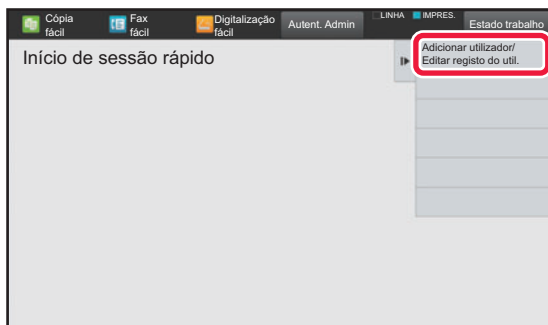 Cópia
fácil
Fax
fácil
Digitalização
fácil
Autent. Admin
LINHA
IMPRES.
Estado trabalho
Início de sessão rápido
Adicionar utilizador/
Editar registo do util.